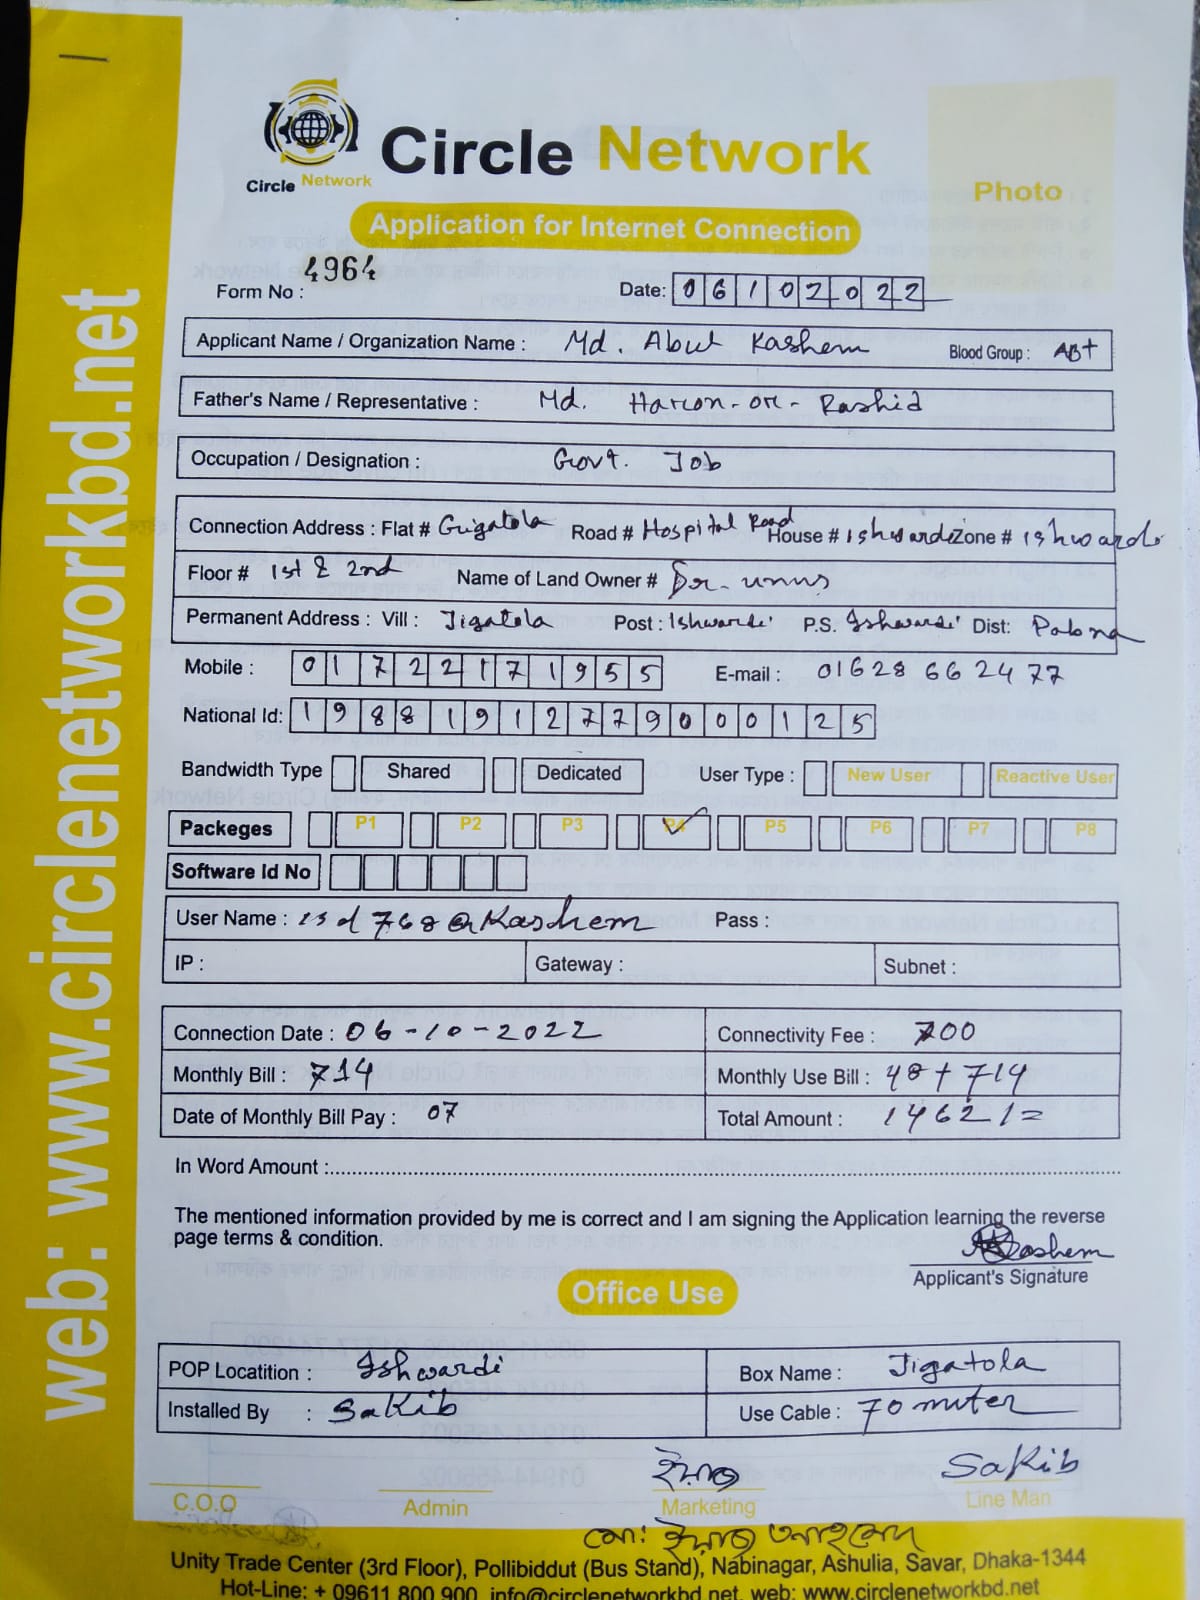 Circle Network
Circle Network
Photo
Application for Internet Connection
Form No : 4964
Date: 06102022
Applicant Name / Organization Name : Md. Abul Kashem Blood Group : AB+
Father's Name / Representative : Md. Haron-or-Rashid
Occupation / Designation : Govt. Job
Connection Address : Flat # Gigatola Road # Hospital Road House # ishwardi Zone # ishwardi
Floor # 1st & 2nd Name of Land Owner # Dr- unus
Permanent Address : Vill : Jigatola Post : Ishwardi P.S. Ishwardi Dist: Pabna
Mobile : 01722171955 E-mail : 01628662477
National Id: 19881912779000125
Bandwidth Type Shared Dedicated User Type : New User Reactive User
Packeges P1 P2 P3 P4 P5 P6 P7 P8
Software Id No
User Name : isd768@Kashem Pass :
IP : Gateway : Subnet :
Connection Date : 06-10-2022 Connectivity Fee : 700
Monthly Bill : 714 Monthly Use Bill : 48+714
Date of Monthly Bill Pay : 07 Total Amount : 1462/=
In Word Amount :
The mentioned information provided by me is correct and I am signing the Application learning the reverse
page terms & condition.
Kashem
Applicant's Signature
Office Use
POP Locatition : Ishwardi Box Name : Jigatola
Installed By : Sakib Use Cable : 70 miter
Sakib
C.O.O Admin Marketing Line Man
Unity Trade Center (3rd Floor), Pollibiddut (Bus Stand), Nabinagar, Ashulia, Savar, Dhaka-1344
Hot-Line: + 09611 800 900, info@circlenetworkbd.net, web: www.circlenetworkbd.net
web: www.circlenetworkbd.net